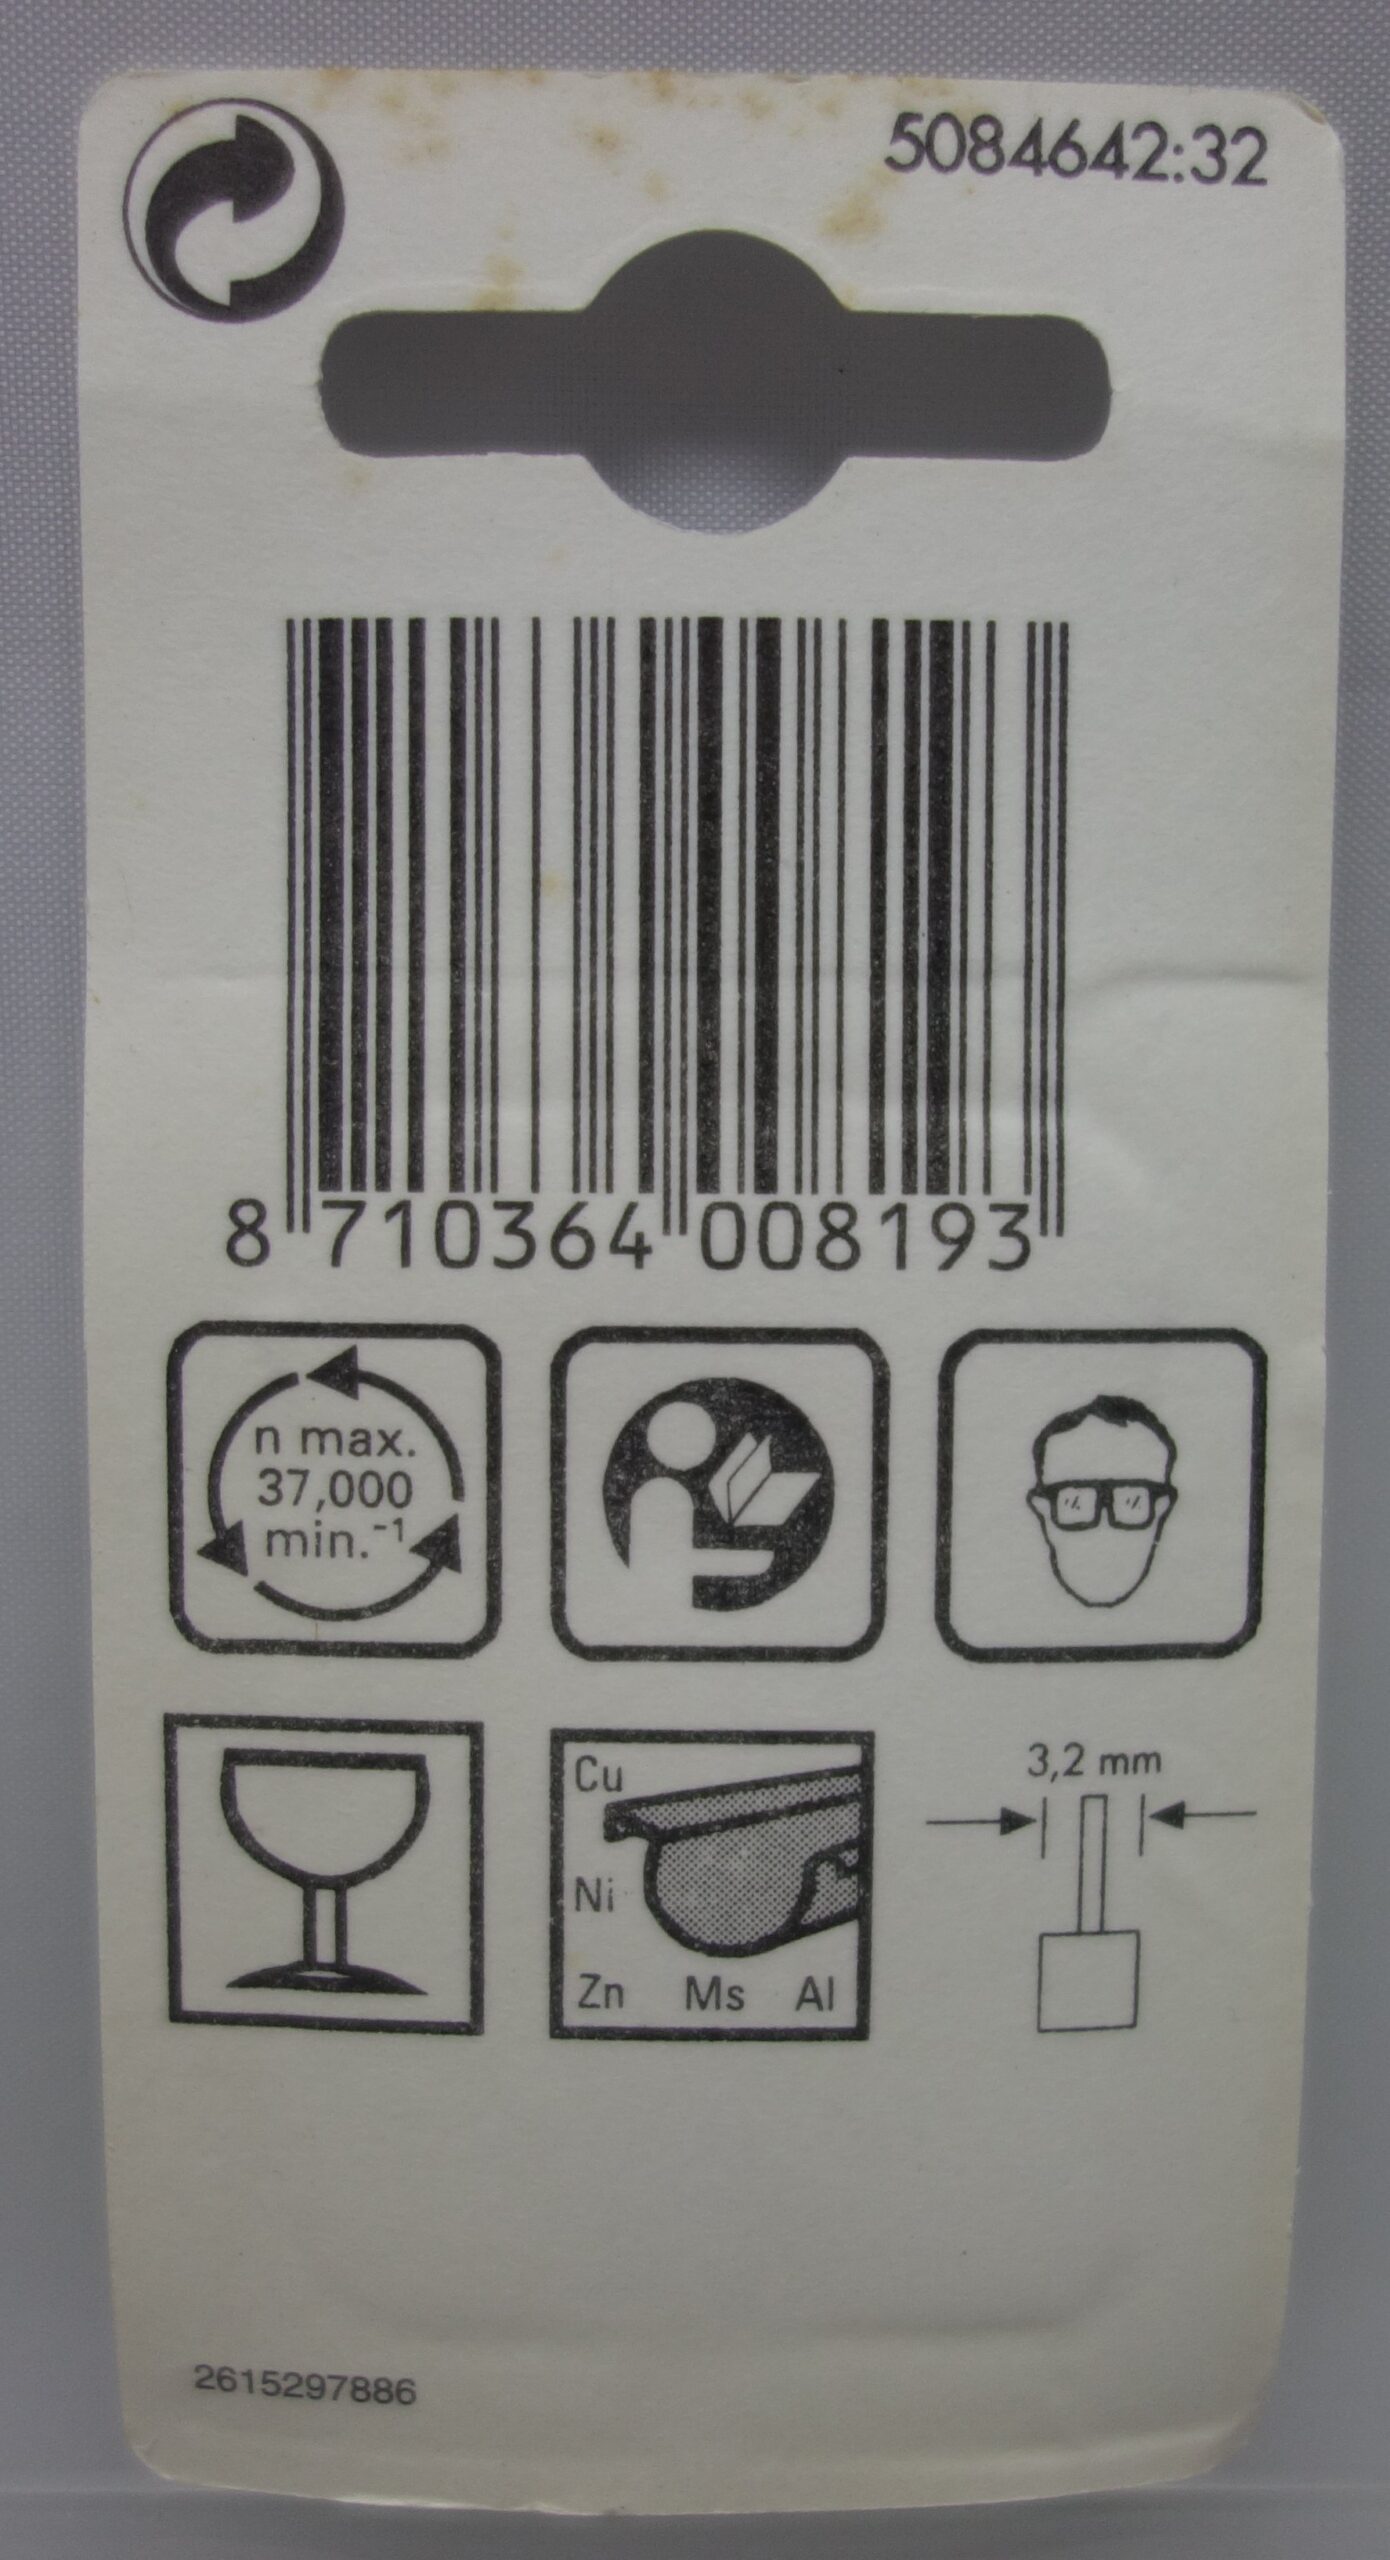 5084642:32
8 710364 008193
n max.
37,000
min.⁻¹
Cu
Ni
Zn Ms Al
3,2 mm
2615297886